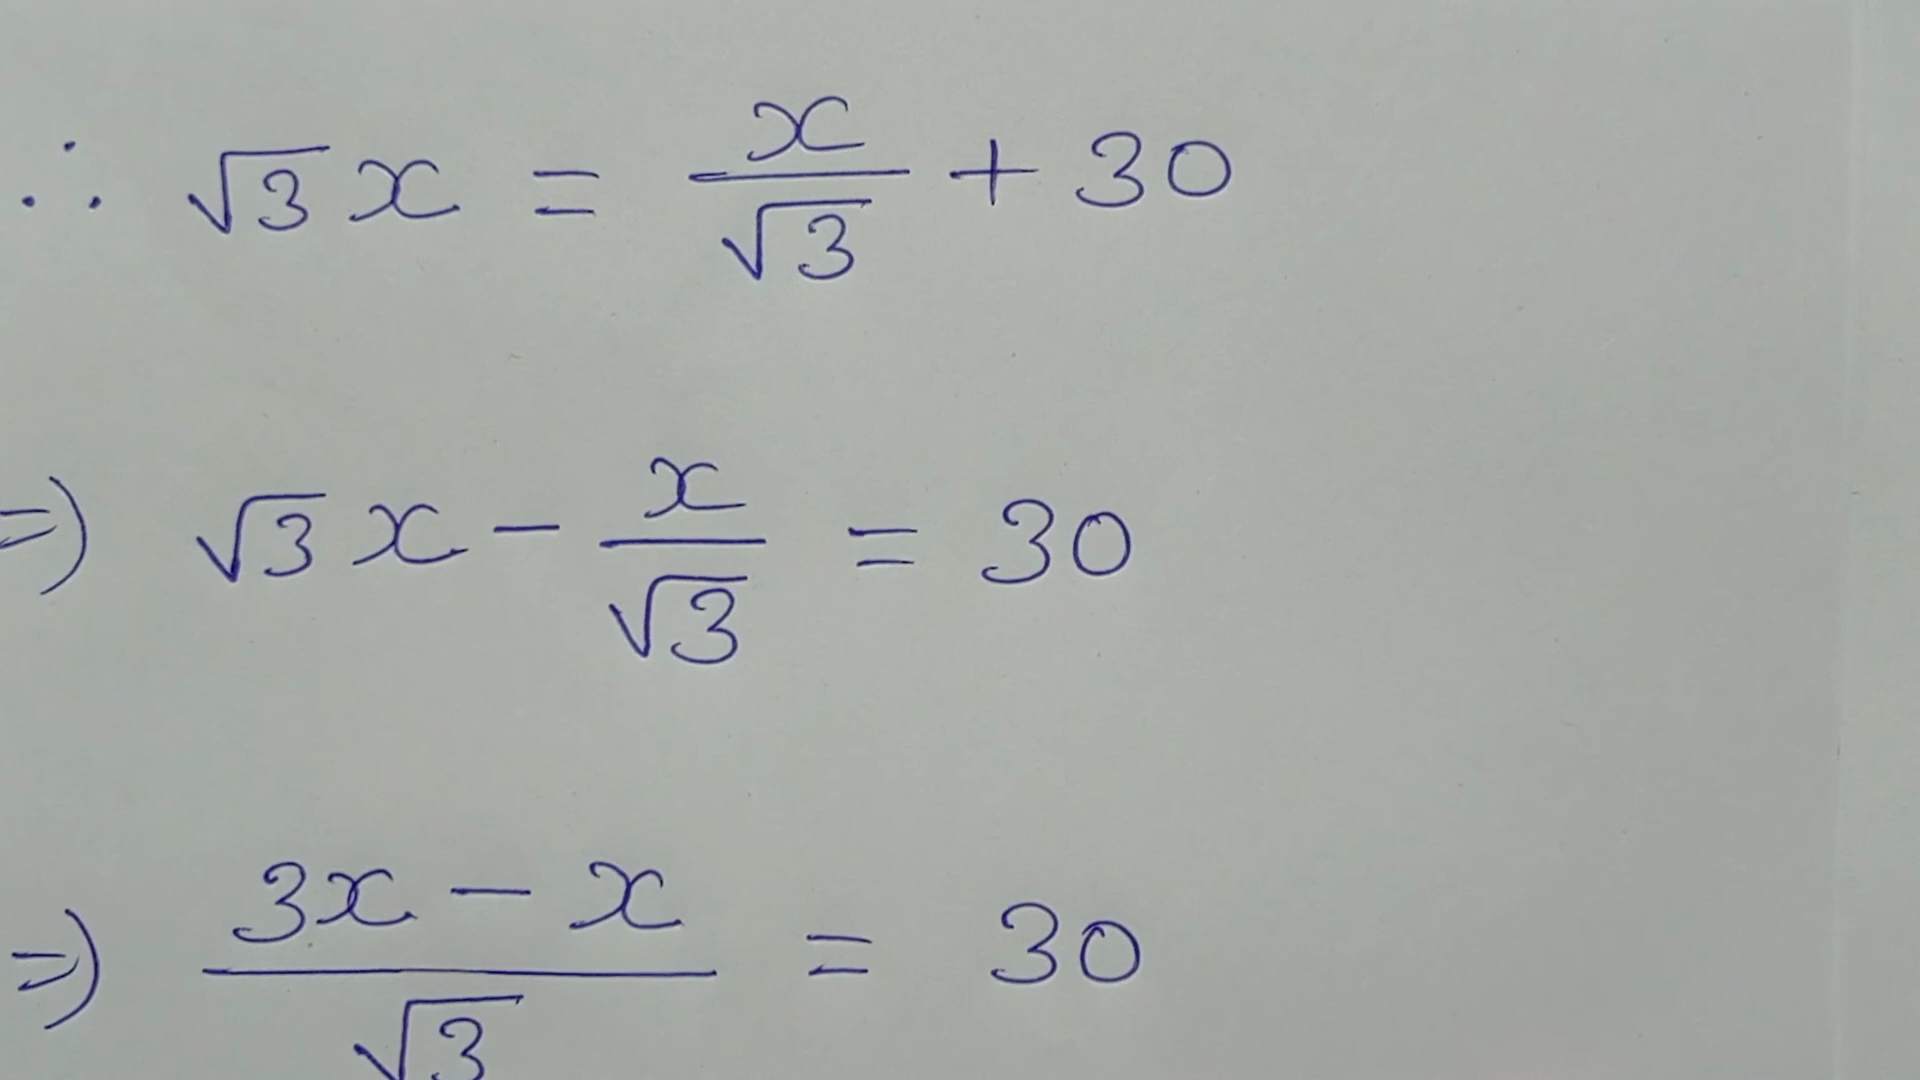 ∴ √3 x = x/√3 + 30
⇒ √3 x - x/√3 = 30
⇒ (3x - x)/√3 = 30